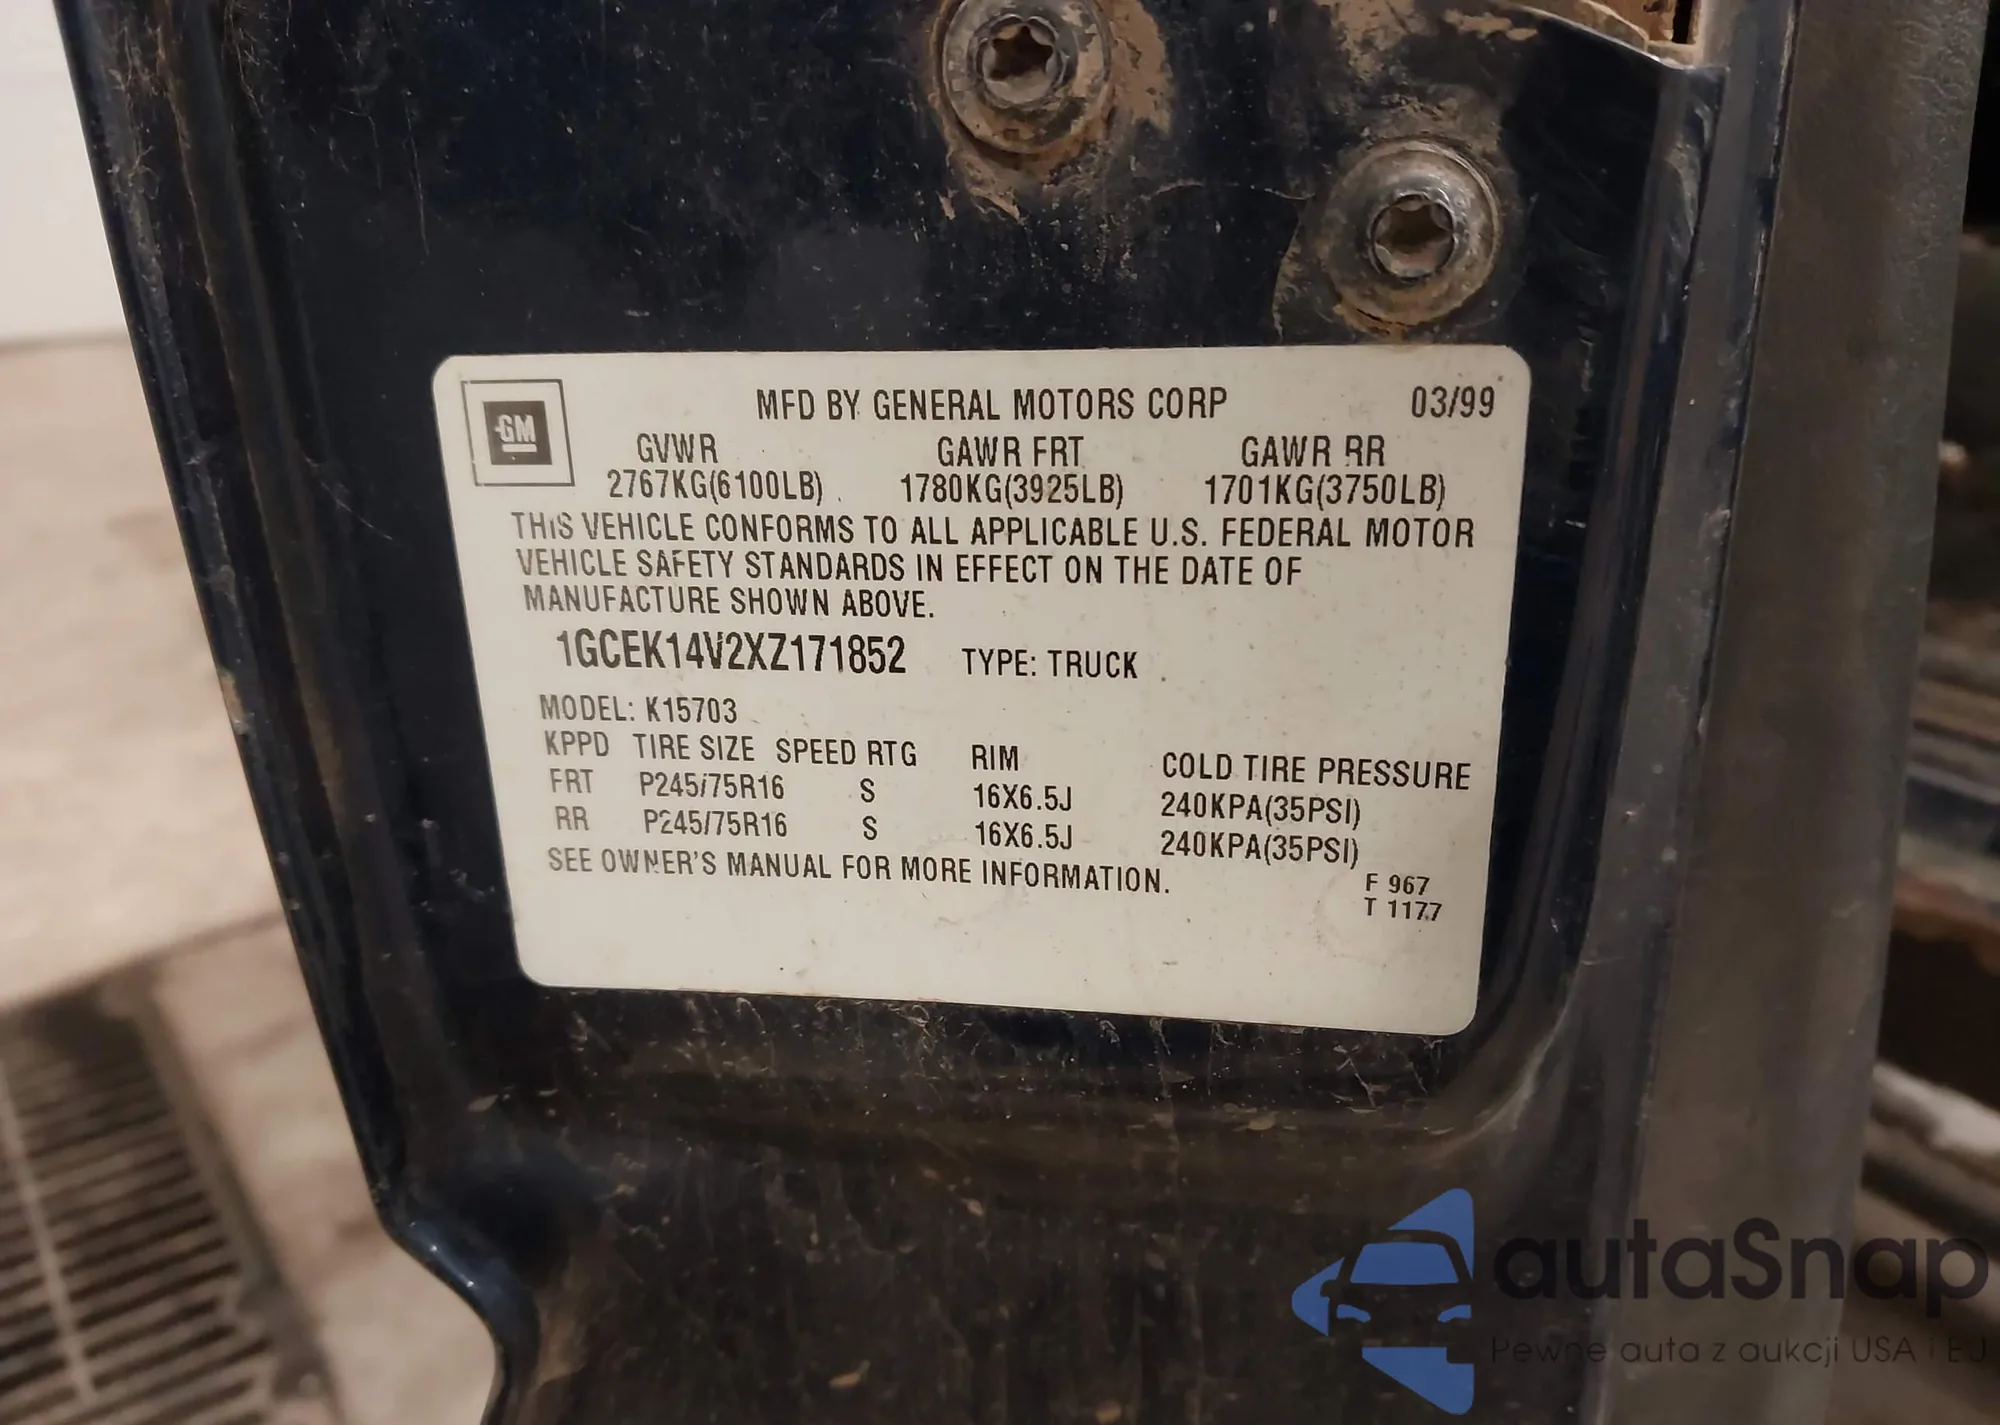 GM
MFD BY GENERAL MOTORS CORP 03/99
GVWR GAWR FRT GAWR RR
2767KG(6100LB) 1780KG(3925LB) 1701KG(3750LB)
THIS VEHICLE CONFORMS TO ALL APPLICABLE U.S. FEDERAL MOTOR
VEHICLE SAFETY STANDARDS IN EFFECT ON THE DATE OF
MANUFACTURE SHOWN ABOVE.
1GCEK14V2XZ171852 TYPE: TRUCK
MODEL: K15703
KPPD TIRE SIZE SPEED RTG RIM COLD TIRE PRESSURE
FRT P245/75R16 S 16X6.5J 240KPA(35PSI)
RR P245/75R16 S 16X6.5J 240KPA(35PSI)
SEE OWNER'S MANUAL FOR MORE INFORMATION.
F 967
T 1177
autaSnap
Pewne auta z aukcji USA i EU